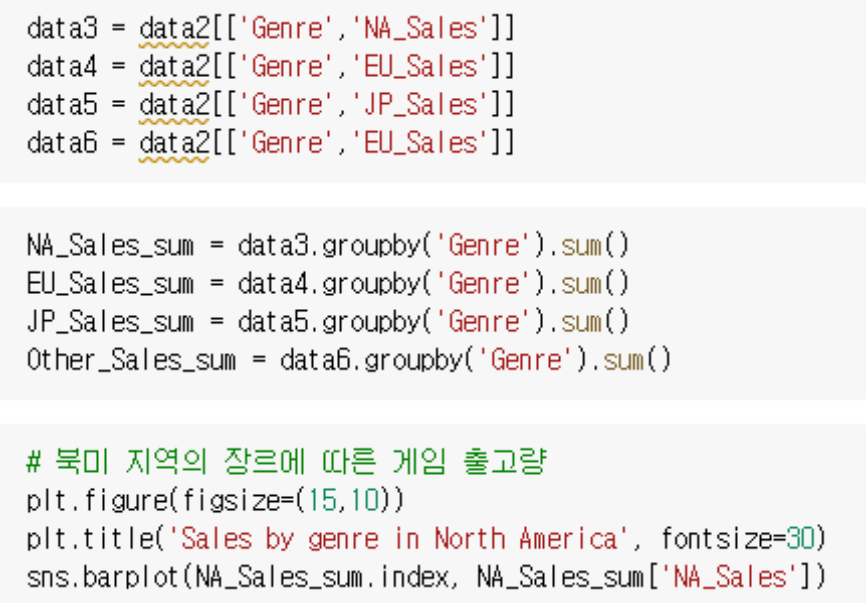 data3 = data2[['Genre','NA_Sales']]
data4 = data2[['Genre','EU_Sales']]
data5 = data2[['Genre','JP_Sales']]
data6 = data2[['Genre','EU_Sales']]
NA_Sales_sum = data3.groupby('Genre').sum()
EU_Sales_sum = data4.groupby('Genre').sum()
JP_Sales_sum = data5.groupby('Genre').sum()
Other_Sales_sum = data6.groupby('Genre').sum()
# 북미 지역의 장르에 따른 게임 출고량
plt.figure(figsize=(15,10))
plt.title('Sales by genre in North America', fontsize=30)
sns.barplot(NA_Sales_sum.index, NA_Sales_sum['NA_Sales'])